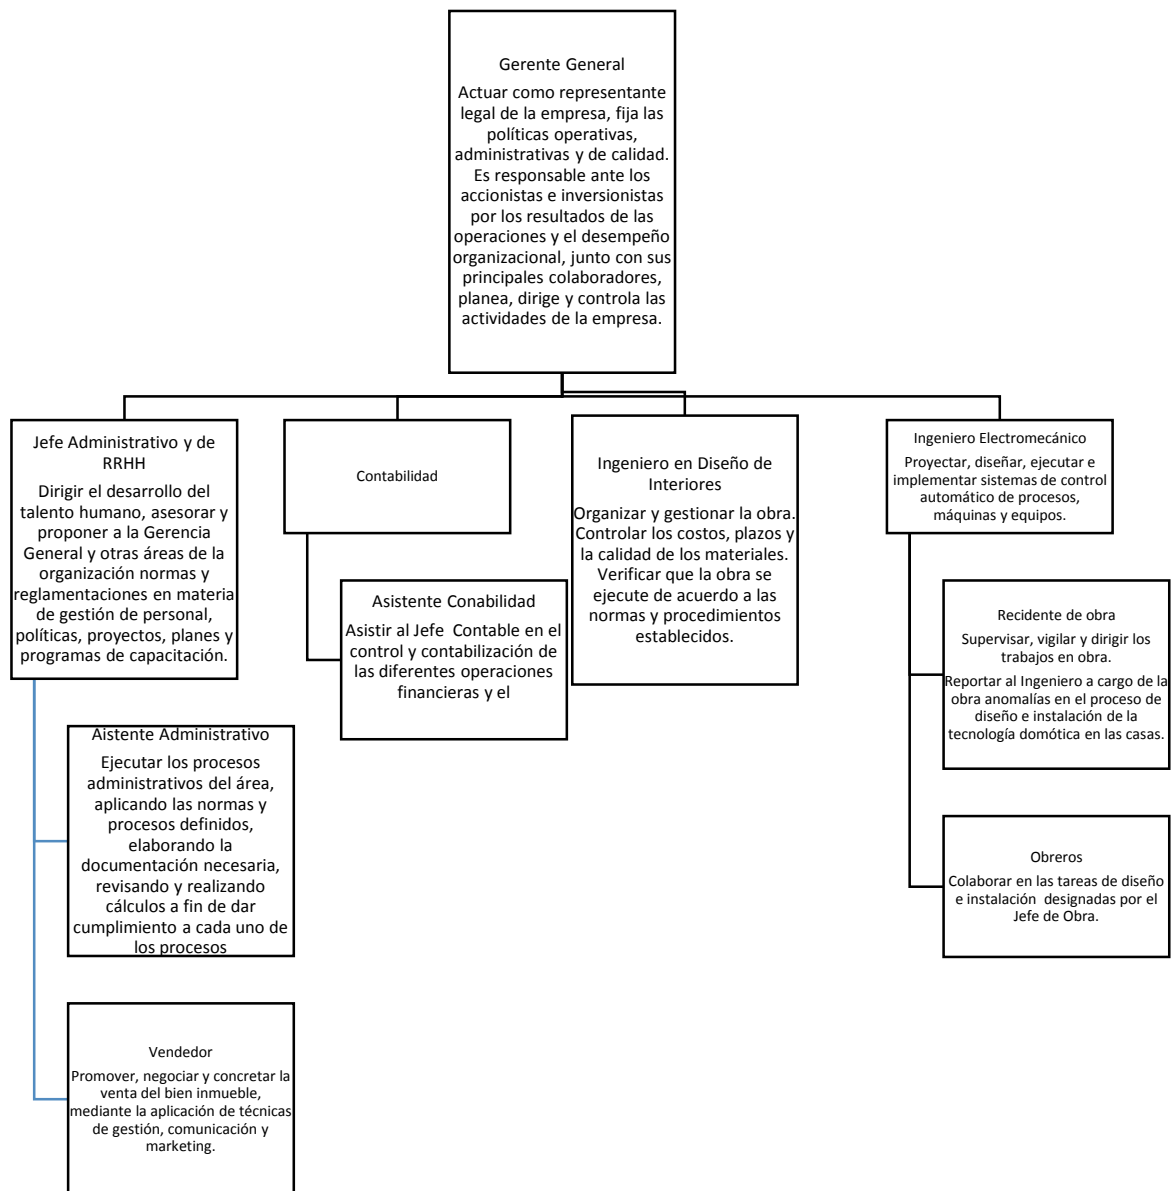 Gerente General
Actuar como representante
legal de la empresa, fija las
políticas operativas,
administrativas y de calidad.
Es responsable ante los
accionistas e inversionistas
por los resultados de las
operaciones y el desempeño
organizacional, junto con sus
principales colaboradores,
planea, dirige y controla las
actividades de la empresa.
Jefe Administrativo y de
RRHH
Dirigir el desarrollo del
talento humano, asesorar y
proponer a la Gerencia
General y otras áreas de la
organización normas y
reglamentaciones en materia
de gestión de personal,
políticas, proyectos, planes y
programas de capacitación.
Aistente Administrativo
Ejecutar los procesos
administrativos del área,
aplicando las normas y
procesos definidos,
elaborando la
documentación necesaria,
revisando y realizando
cálculos a fin de dar
cumplimiento a cada uno de
los procesos
Vendedor
Promover, negociar y concretar la
venta del bien inmueble,
mediante la aplicación de técnicas
de gestión, comunicación y
marketing.
Contabilidad
Asistente Conabilidad
Asistir al Jefe  Contable en el
control y contabilización de
las diferentes operaciones
financieras y el
Ingeniero en Diseño de
Interiores
Organizar y gestionar la obra.
Controlar los costos, plazos y
la calidad de los materiales.
Verificar que la obra se
ejecute de acuerdo a las
normas y procedimientos
establecidos.
Ingeniero Electromecánico
Proyectar, diseñar, ejecutar e
implementar sistemas de control
automático de procesos,
máquinas y equipos.
Recidente de obra
Supervisar, vigilar y dirigir los
trabajos en obra.
Reportar al Ingeniero a cargo de la
obra anomalías en el proceso de
diseño e instalación de la
tecnología domótica en las casas.
Obreros
Colaborar en las tareas de diseño
e instalación  designadas por el
Jefe de Obra.